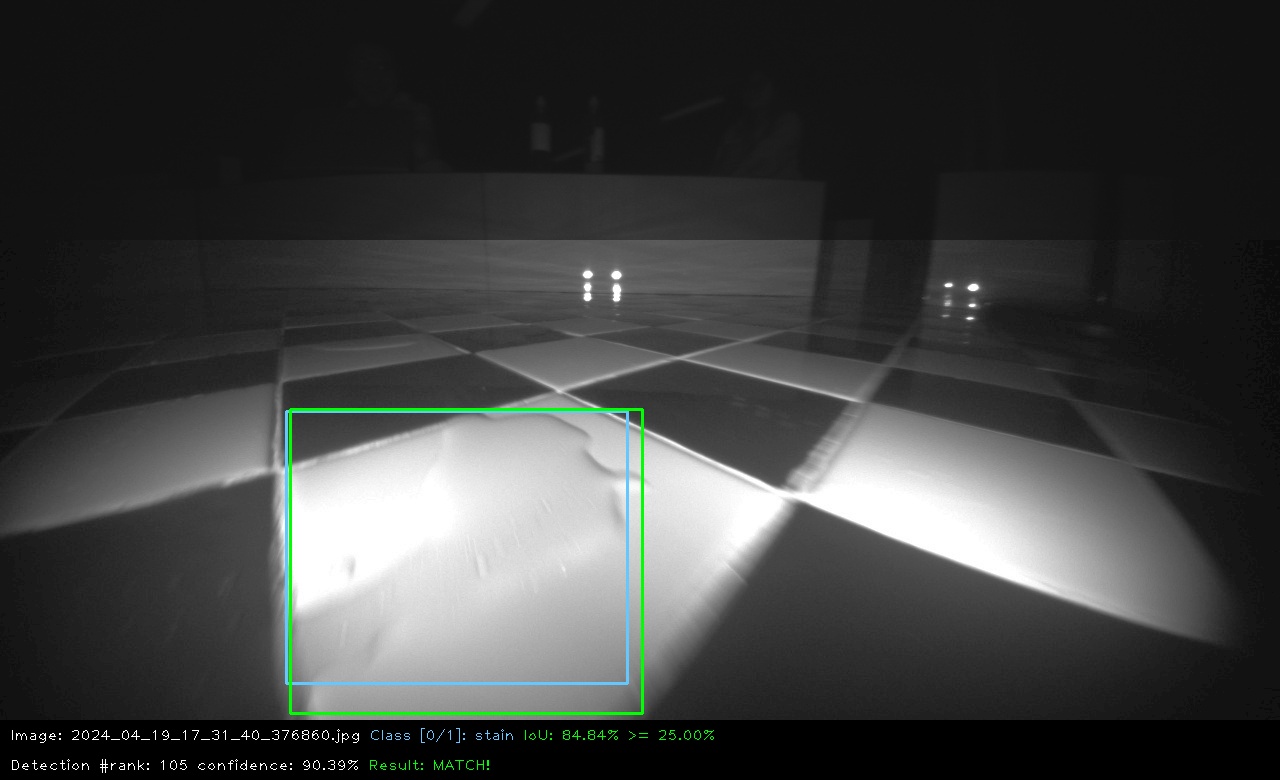 Image: 2024_04_19_17_31_40_376860.jpg Class [0/1]: stain IoU: 84.84% >= 25.00%
Detection #rank: 105 confidence: 90.39% Result: MATCH!